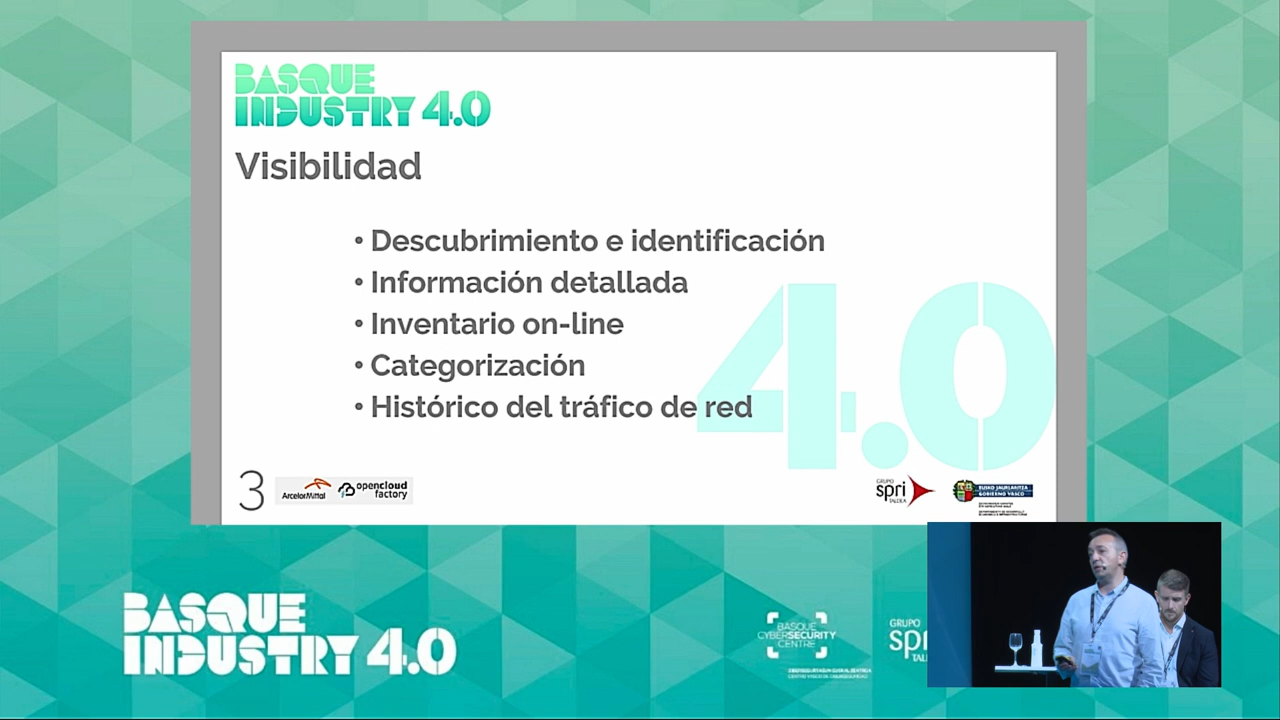 BASQUE
INDUSTRY 4.0
Visibilidad
• Descubrimiento e identificación
• Información detallada
• Inventario on-line
• Categorización
• Histórico del tráfico de red
4.0
3
ArcelorMittal
opencloud
factory
GRUPO
spri
TALDEA
EUSKO JAURLARITZA
GOBIERNO VASCO
BASQUE
INDUSTRY 4.0
BASQUE
CYBERSECURITY
CENTRE
GRUPO